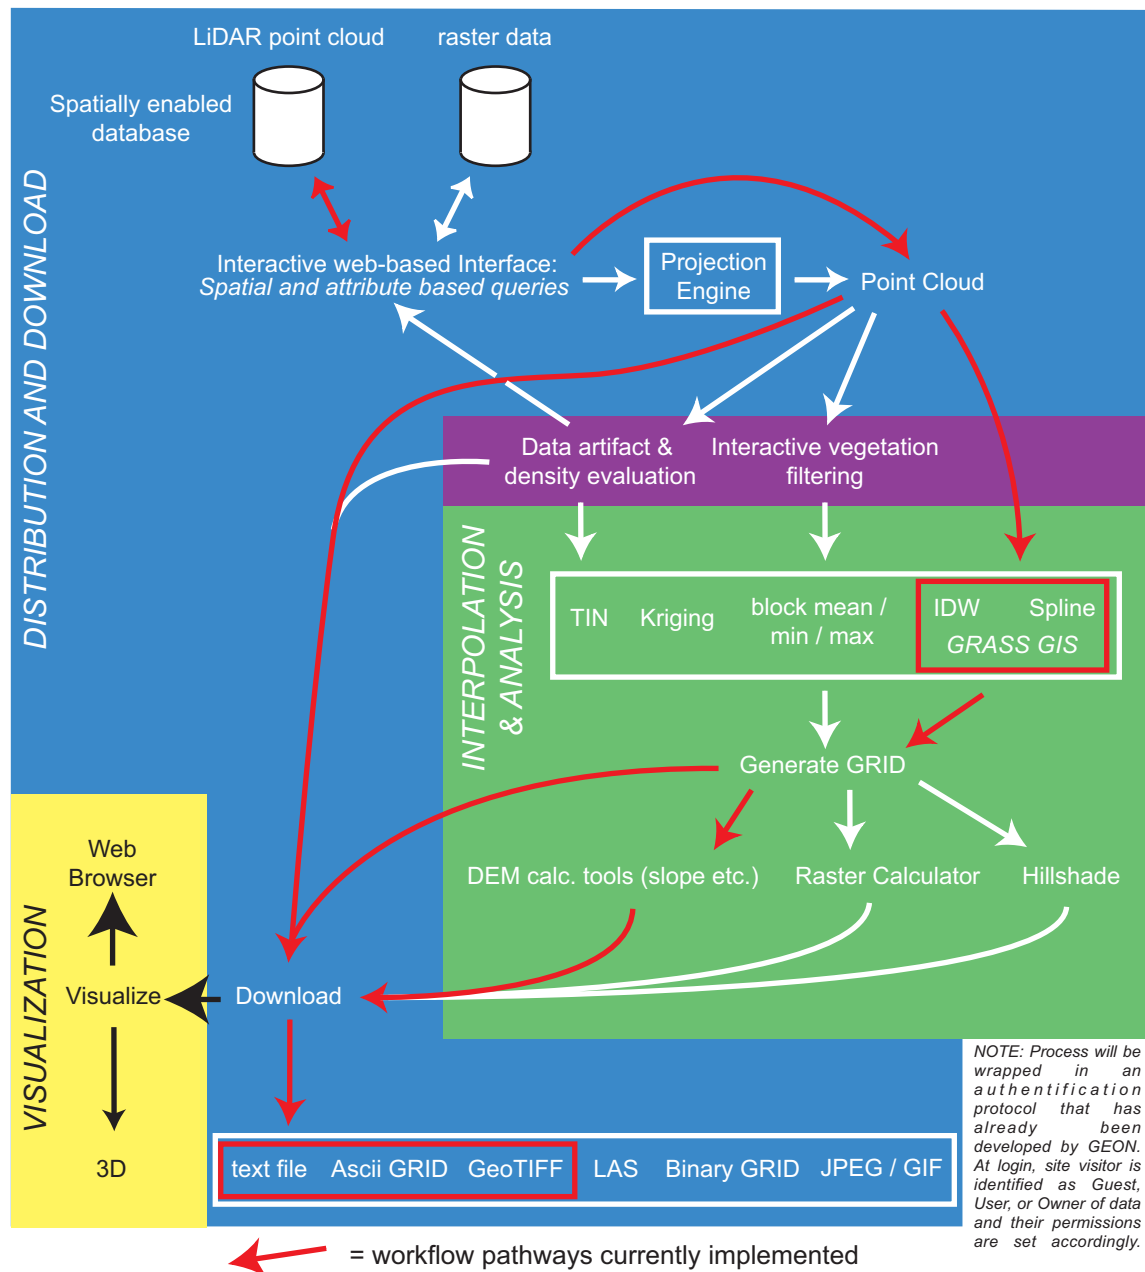 LiDAR point cloud
raster data
Spatially enabled
database
DISTRIBUTION AND DOWNLOAD
Interactive web-based Interface:
Spatial and attribute based queries
Projection
Engine
Point Cloud
Data artifact &
density evaluation
Interactive vegetation
filtering
INTERPOLATION
& ANALYSIS
TIN
Kriging
block mean /
min / max
IDW
Spline
GRASS GIS
Generate GRID
DEM calc. tools (slope etc.)
Raster Calculator
Hillshade
VISUALIZATION
Web
Browser
Visualize
3D
Download
text file
Ascii GRID
GeoTIFF
LAS
Binary GRID
JPEG / GIF
NOTE: Process will be
wrapped in an
authentification
protocol that has
already been
developed by GEON.
At login, site visitor is
identified as Guest,
User, or Owner of data
and their permissions
are set accordingly.
= workflow pathways currently implemented